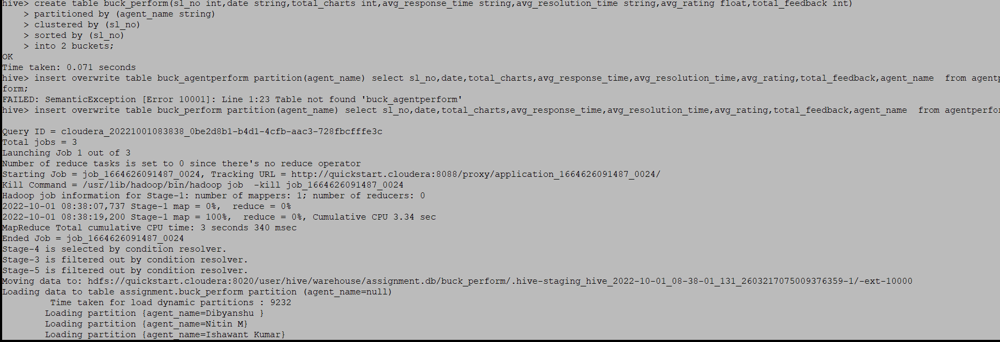 hive> create table buck_perform(sl_no int,date string,total_charts int,avg_response_time string,avg_resolution_time string,avg_rating float,total_feedback int)
    > partitioned by (agent_name string)
    > clustered by (sl_no)
    > sorted by (sl_no)
    > into 2 buckets;
OK
Time taken: 0.071 seconds
hive> insert overwrite table buck_agentperform partition(agent_name) select sl_no,date,total_charts,avg_response_time,avg_resolution_time,avg_rating,total_feedback,agent_name  from agentp
form;
FAILED: SemanticException [Error 10001]: Line 1:23 Table not found 'buck_agentperform'
hive> insert overwrite table buck_perform partition(agent_name) select sl_no,date,total_charts,avg_response_time,avg_resolution_time,avg_rating,total_feedback,agent_name  from agentperfor
Query ID = cloudera_20221001083838_0be2d8b1-b4d1-4cfb-aac3-728fbcfffe3c
Total jobs = 3
Launching Job 1 out of 3
Number of reduce tasks is set to 0 since there's no reduce operator
Starting Job = job_1664626091487_0024, Tracking URL = http://quickstart.cloudera:8088/proxy/application_1664626091487_0024/
Kill Command = /usr/lib/hadoop/bin/hadoop job  -kill job_1664626091487_0024
Hadoop job information for Stage-1: number of mappers: 1; number of reducers: 0
2022-10-01 08:38:07,737 Stage-1 map = 0%,  reduce = 0%
2022-10-01 08:38:19,200 Stage-1 map = 100%,  reduce = 0%, Cumulative CPU 3.34 sec
MapReduce Total cumulative CPU time: 3 seconds 340 msec
Ended Job = job_1664626091487_0024
Stage-4 is selected by condition resolver.
Stage-3 is filtered out by condition resolver.
Stage-5 is filtered out by condition resolver.
Moving data to: hdfs://quickstart.cloudera:8020/user/hive/warehouse/assignment.db/buck_perform/.hive-staging_hive_2022-10-01_08-38-01_131_2603217075009376359-1/-ext-10000
Loading data to table assignment.buck_perform partition (agent_name=null)
         Time taken for load dynamic partitions : 9232
        Loading partition {agent_name=Dibyanshu }
        Loading partition {agent_name=Nitin M}
        Loading partition {agent_name=Ishawant Kumar}